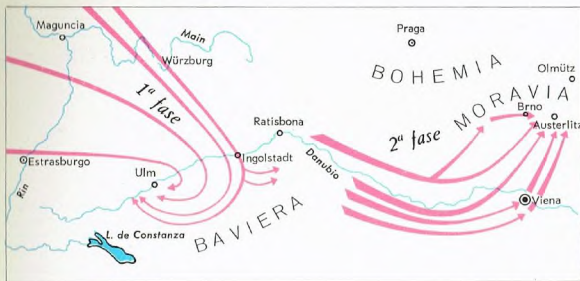 Maguncia
Main
Würzburg
Praga
BOHEMIA
Olmütz
MORAVIA
Brno
Austerlitz
1ª fase
Ratisbona
2ª fase
Estrasburgo
Ingolstadt
Danubio
Ulm
Rin
BAVIERA
Viena
L. de Constanza